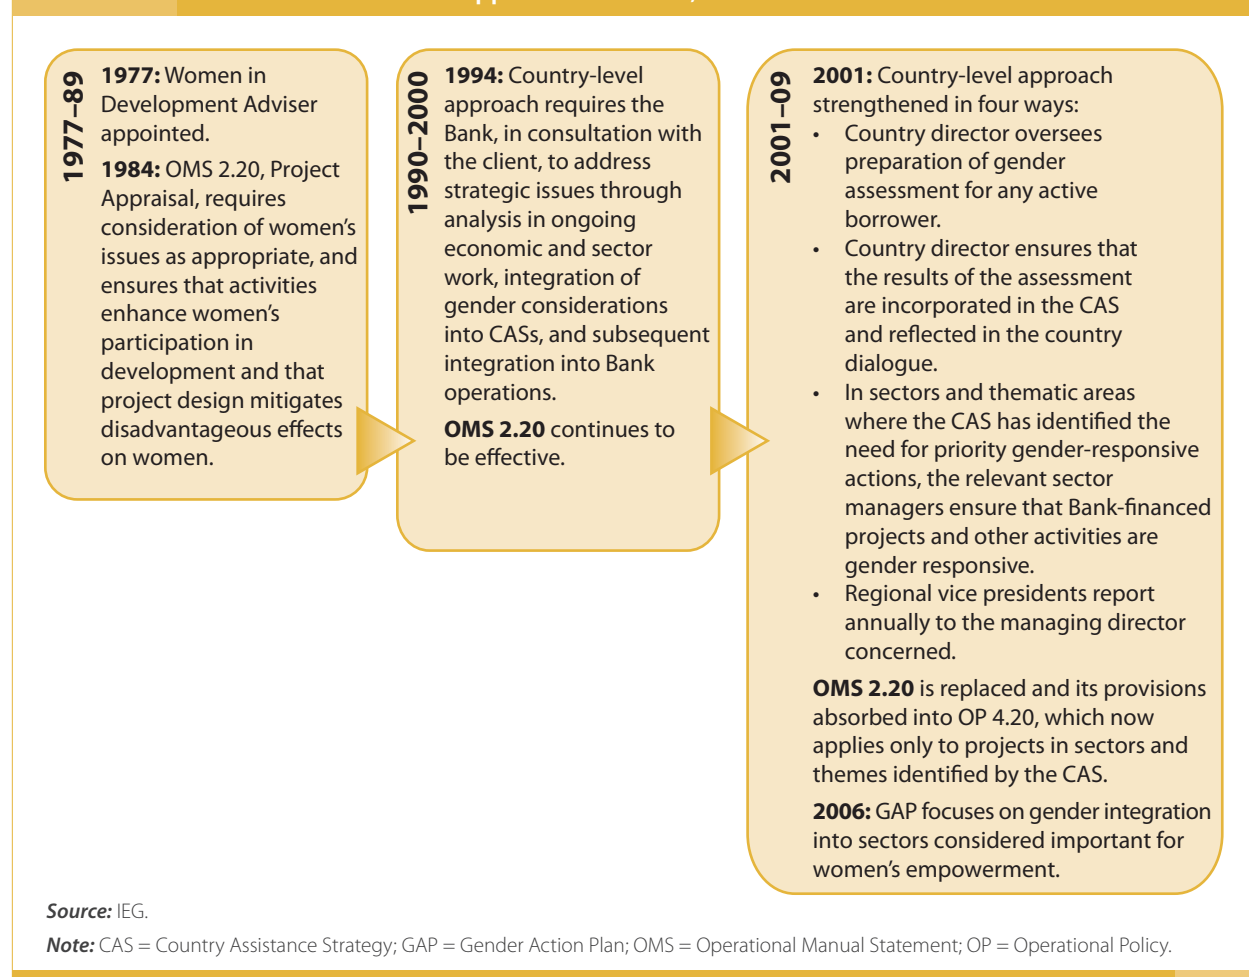 1977–89
1977: Women in
Development Adviser
appointed.
1984: OMS 2.20, Project
Appraisal, requires
consideration of women’s
issues as appropriate, and
ensures that activities
enhance women’s
participation in
development and that
project design mitigates
disadvantageous effects
on women.
1990–2000
1994: Country-level
approach requires the
Bank, in consultation with
the client, to address
strategic issues through
analysis in ongoing
economic and sector
work, integration of
gender considerations
into CASs, and subsequent
integration into Bank
operations.
OMS 2.20 continues to
be effective.
2001–09
2001: Country-level approach
strengthened in four ways:
• Country director oversees
preparation of gender
assessment for any active
borrower.
• Country director ensures that
the results of the assessment
are incorporated in the CAS
and reflected in the country
dialogue.
• In sectors and thematic areas
where the CAS has identified the
need for priority gender-responsive
actions, the relevant sector
managers ensure that Bank-financed
projects and other activities are
gender responsive.
• Regional vice presidents report
annually to the managing director
concerned.
OMS 2.20 is replaced and its provisions
absorbed into OP 4.20, which now
applies only to projects in sectors and
themes identified by the CAS.
2006: GAP focuses on gender integration
into sectors considered important for
women’s empowerment.
Source: IEG.
Note: CAS = Country Assistance Strategy; GAP = Gender Action Plan; OMS = Operational Manual Statement; OP = Operational Policy.